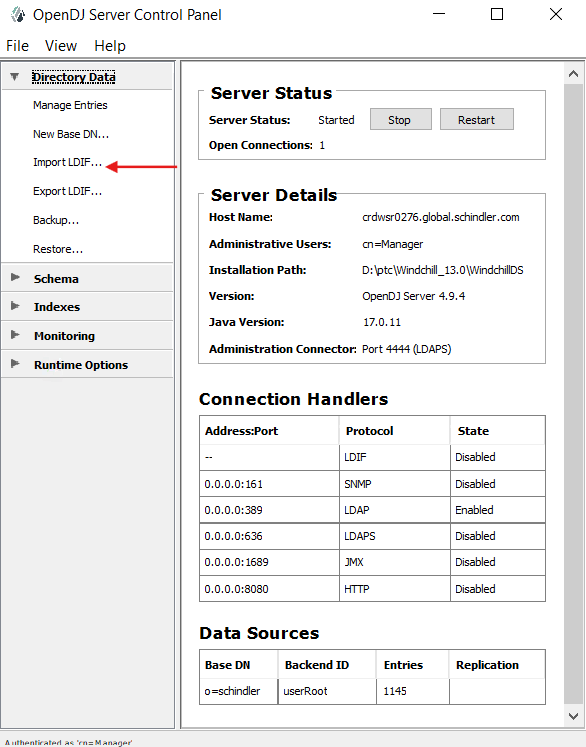 OpenDJ Server Control Panel
File View Help
Directory Data
Manage Entries
New Base DN...
Import LDIF...
Export LDIF...
Backup...
Restore...
Schema
Indexes
Monitoring
Runtime Options
Server Status
Server Status: Started Stop Restart
Open Connections: 1
Server Details
Host Name: crdwsr0276.global.schindler.com
Administrative Users: cn=Manager
Installation Path: D:\ptc\Windchill_13.0\WindchillDS
Version: OpenDJ Server 4.9.4
Java Version: 17.0.11
Administration Connector: Port 4444 (LDAPS)
Connection Handlers
Address:Port Protocol State
-- LDIF Disabled
0.0.0.0:161 SNMP Disabled
0.0.0.0:389 LDAP Enabled
0.0.0.0:636 LDAPS Disabled
0.0.0.0:1689 JMX Disabled
0.0.0.0:8080 HTTP Disabled
Data Sources
Base DN Backend ID Entries Replication
o=schindler userRoot 1145
Authenticated as 'cn=Manager'